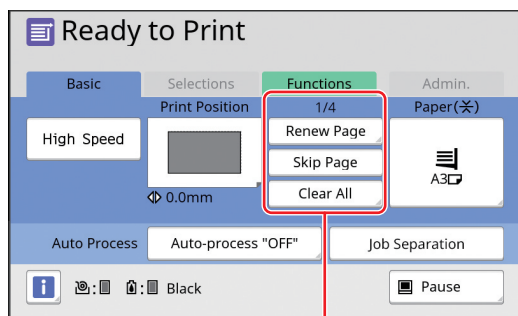 Ready to Print
Basic
Selections
Functions
Admin.
Print Position
1/4
Paper(
)
High Speed
Renew Page
Skip Page
Clear All
A3
0.0mm
Auto Process
Auto-process "OFF"
Job Separation
i
:
:
Black
Pause